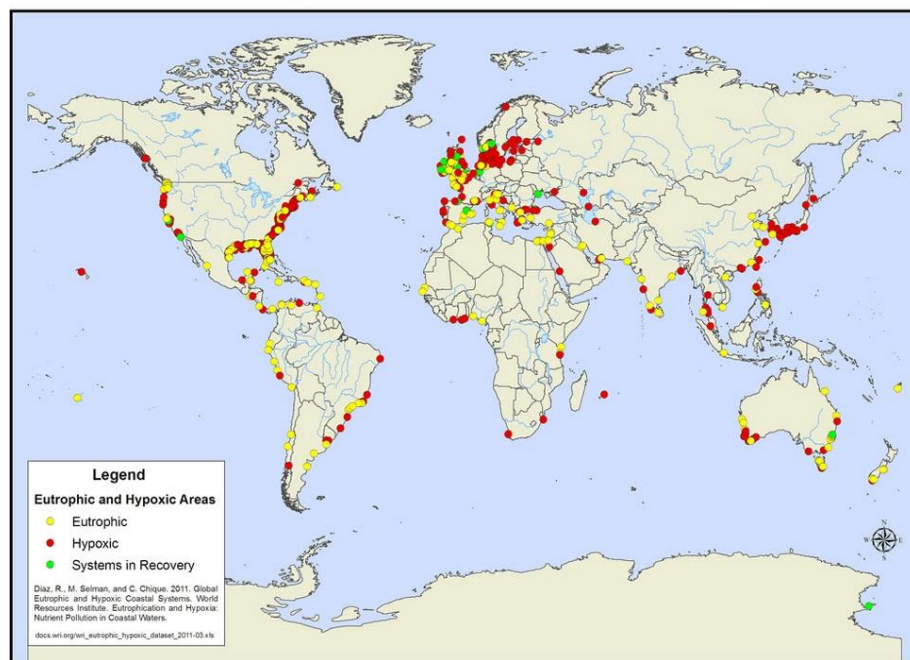 Legend
Eutrophic and Hypoxic Areas
Eutrophic
Hypoxic
Systems in Recovery
Diaz, R., M. Selman, and C. Chique. 2011. Global
Eutrophic and Hypoxic Coastal Systems. World
Resources Institute. Eutrophication and Hypoxia:
Nutrient Pollution in Coastal Waters.
docs.wri.org/wri_eutrophic_hypoxic_dataset_2011-03.xls
N
W
E
S